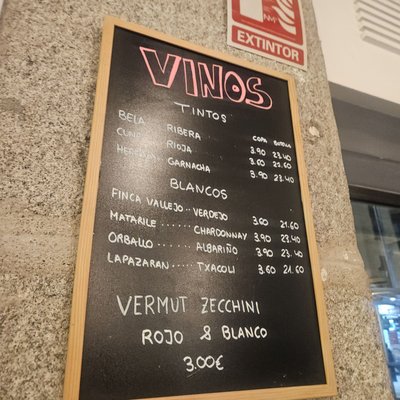 EXTINTOR
VINOS
TINTOS
COPA BOTELLA
BELA RIBERA 3.90 23.40
CUNE RIOJA 3.60 21.60
GARNACHA 3.90 23.40
BLANCOS
FINCA VALLEJO .. VERDEJO 3.60 21.60
MATARILE ...... CHARDONNAY 3.90 23.40
ORBALLO ...... ALBARIÑO 3.90 23.40
LAPAZARAN ..... TXACOLI 3.60 21.60
VERMUT ZECCHINI
ROJO & BLANCO
3.00€